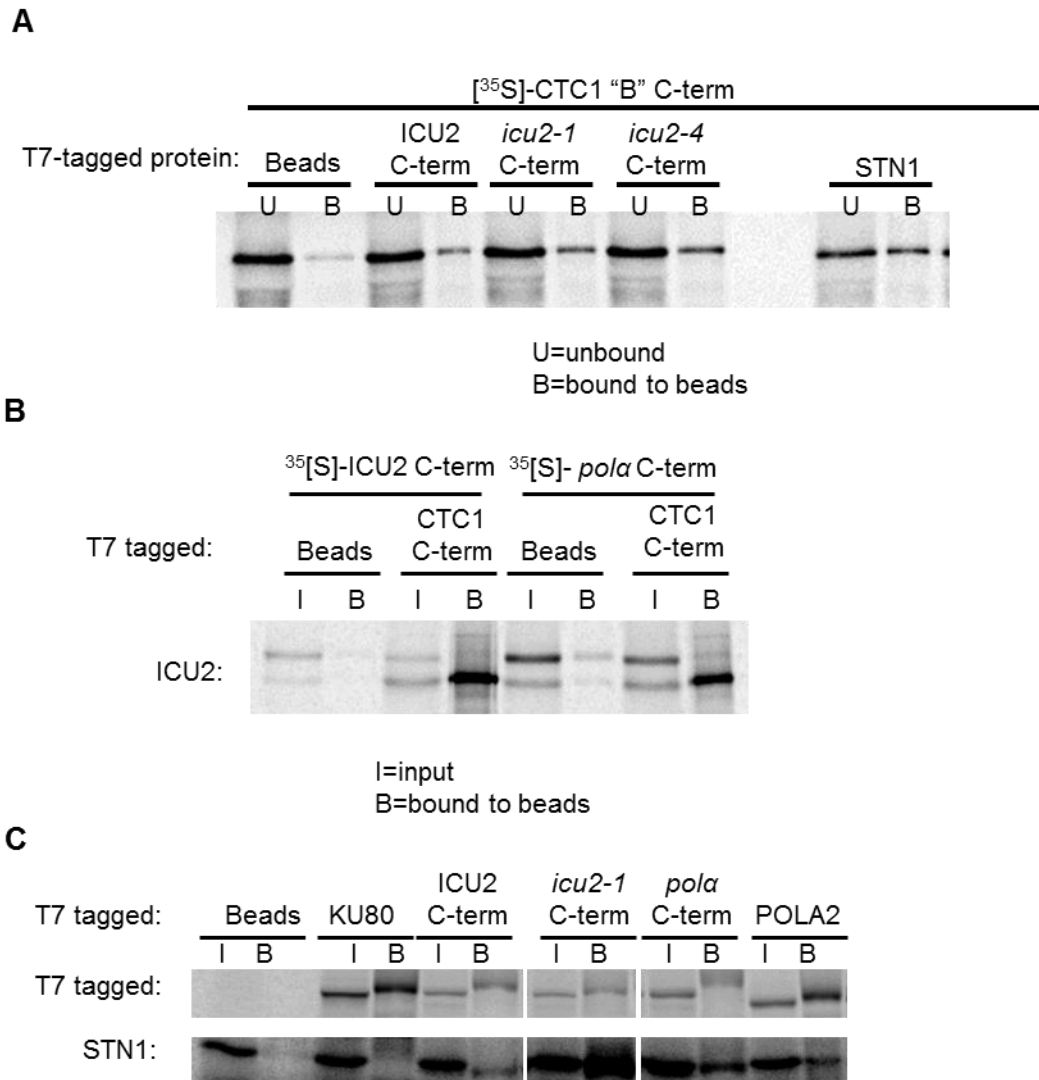 A
[³⁵S]-CTC1 “B” C-term
T7-tagged protein: Beads ICU2 C-term icu2-1 C-term icu2-4 C-term STN1
U B U B U B U B U B
U=unbound
B=bound to beads
B
³⁵[S]-ICU2 C-term ³⁵[S]- polα C-term
T7 tagged: Beads CTC1 C-term Beads CTC1 C-term
I B I B I B I B
ICU2:
I=input
B=bound to beads
C
T7 tagged: Beads KU80 ICU2 C-term icu2-1 C-term polα C-term POLA2
I B I B I B I B I B I B
T7 tagged:
STN1: